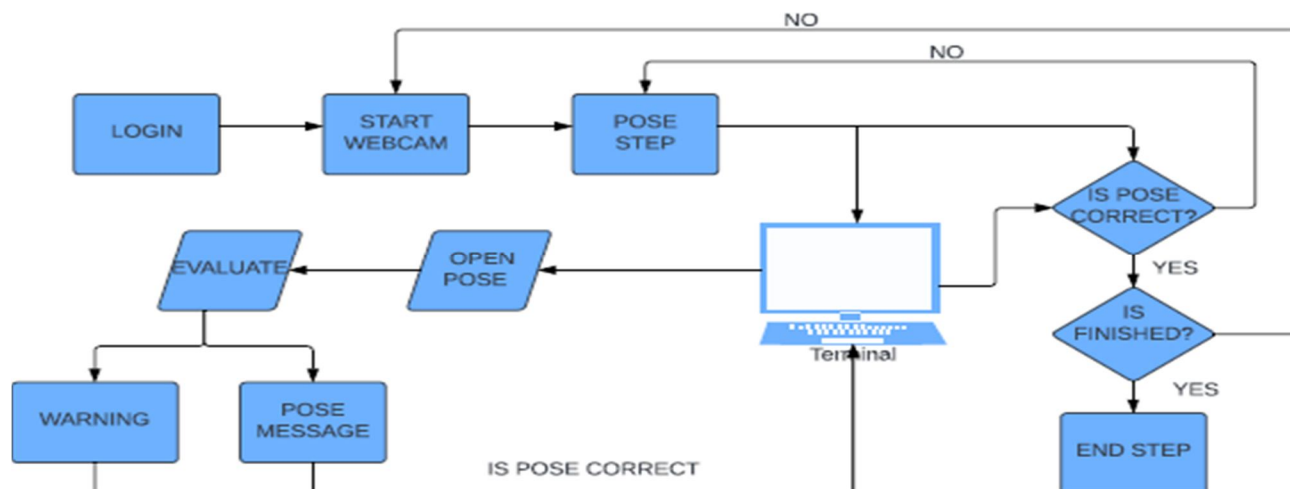 NO
NO
LOGIN
START
WEBCAM
POSE
STEP
IS POSE
CORRECT?
YES
EVALUATE
OPEN
POSE
IS
FINISHED?
Terminal
YES
WARNING
POSE
MESSAGE
END STEP
IS POSE CORRECT